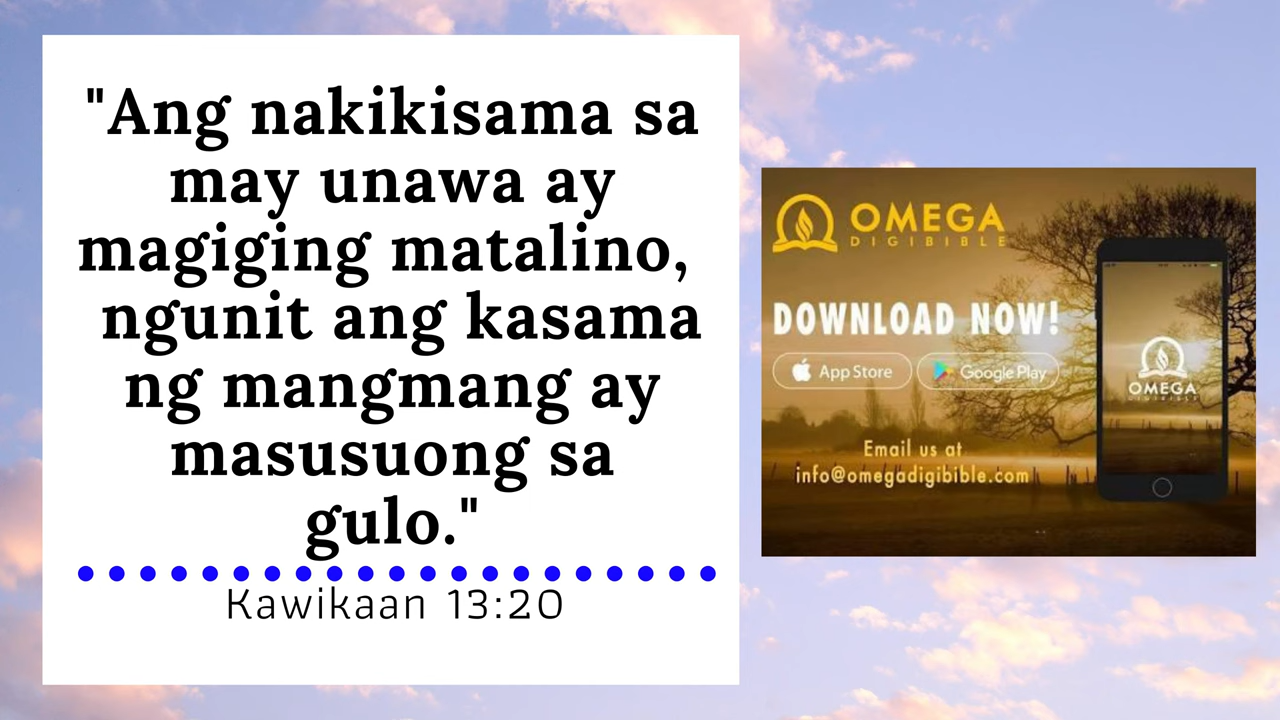 "Ang nakikisama sa
may unawa ay
magiging matalino,
ngunit ang kasama
ng mangmang ay
masusuong sa
gulo."
Kawikaan 13:20
OMEGA
DIGIBIBLE
DOWNLOAD NOW!
App Store
Google Play
Email us at
info@omegadigibible.com
OMEGA
DIGIBIBLE